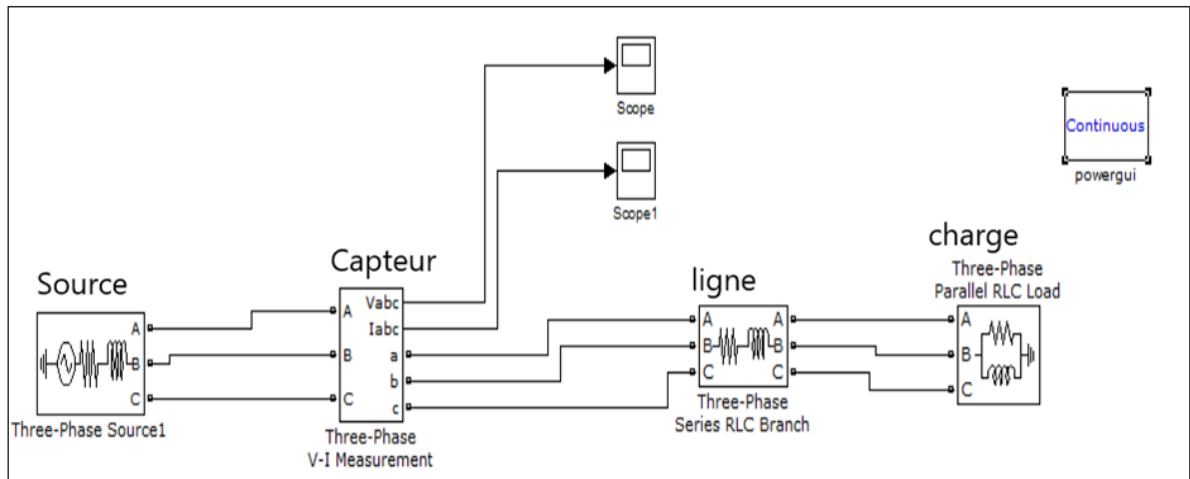 Scope
Continuous
powergui
Scope1
Source
A
B
C
Three-Phase Source1
Capteur
A
B
C
Vabc
Iabc
a
b
c
Three-Phase
V-I Measurement
ligne
A A
B B
C C
Three-Phase
Series RLC Branch
charge
Three-Phase
Parallel RLC Load
A
B
C